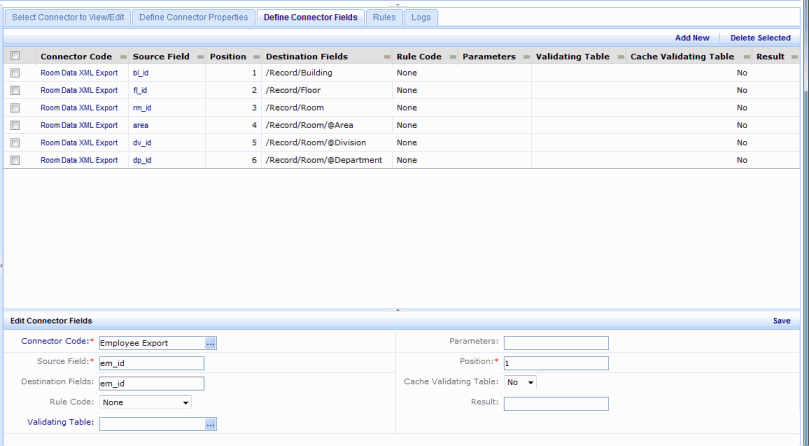 Select Connector to View/Edit Define Connector Properties Define Connector Fields Rules Logs
Add New Delete Selected
Connector Code Source Field Position Destination Fields Rule Code Parameters Validating Table Cache Validating Table Result
Room Data XML Export bl_id 1 /Record/Building None No
Room Data XML Export fl_id 2 /Record/Floor None No
Room Data XML Export rm_id 3 /Record/Room None No
Room Data XML Export area 4 /Record/Room/@Area None No
Room Data XML Export dv_id 5 /Record/Room/@Division None No
Room Data XML Export dp_id 6 /Record/Room/@Department None No
Edit Connector Fields Save
Connector Code:* Employee Export ... Parameters:
Source Field:* em_id Position:* 1
Destination Fields: em_id Cache Validating Table: No
Rule Code: None Result:
Validating Table: ...